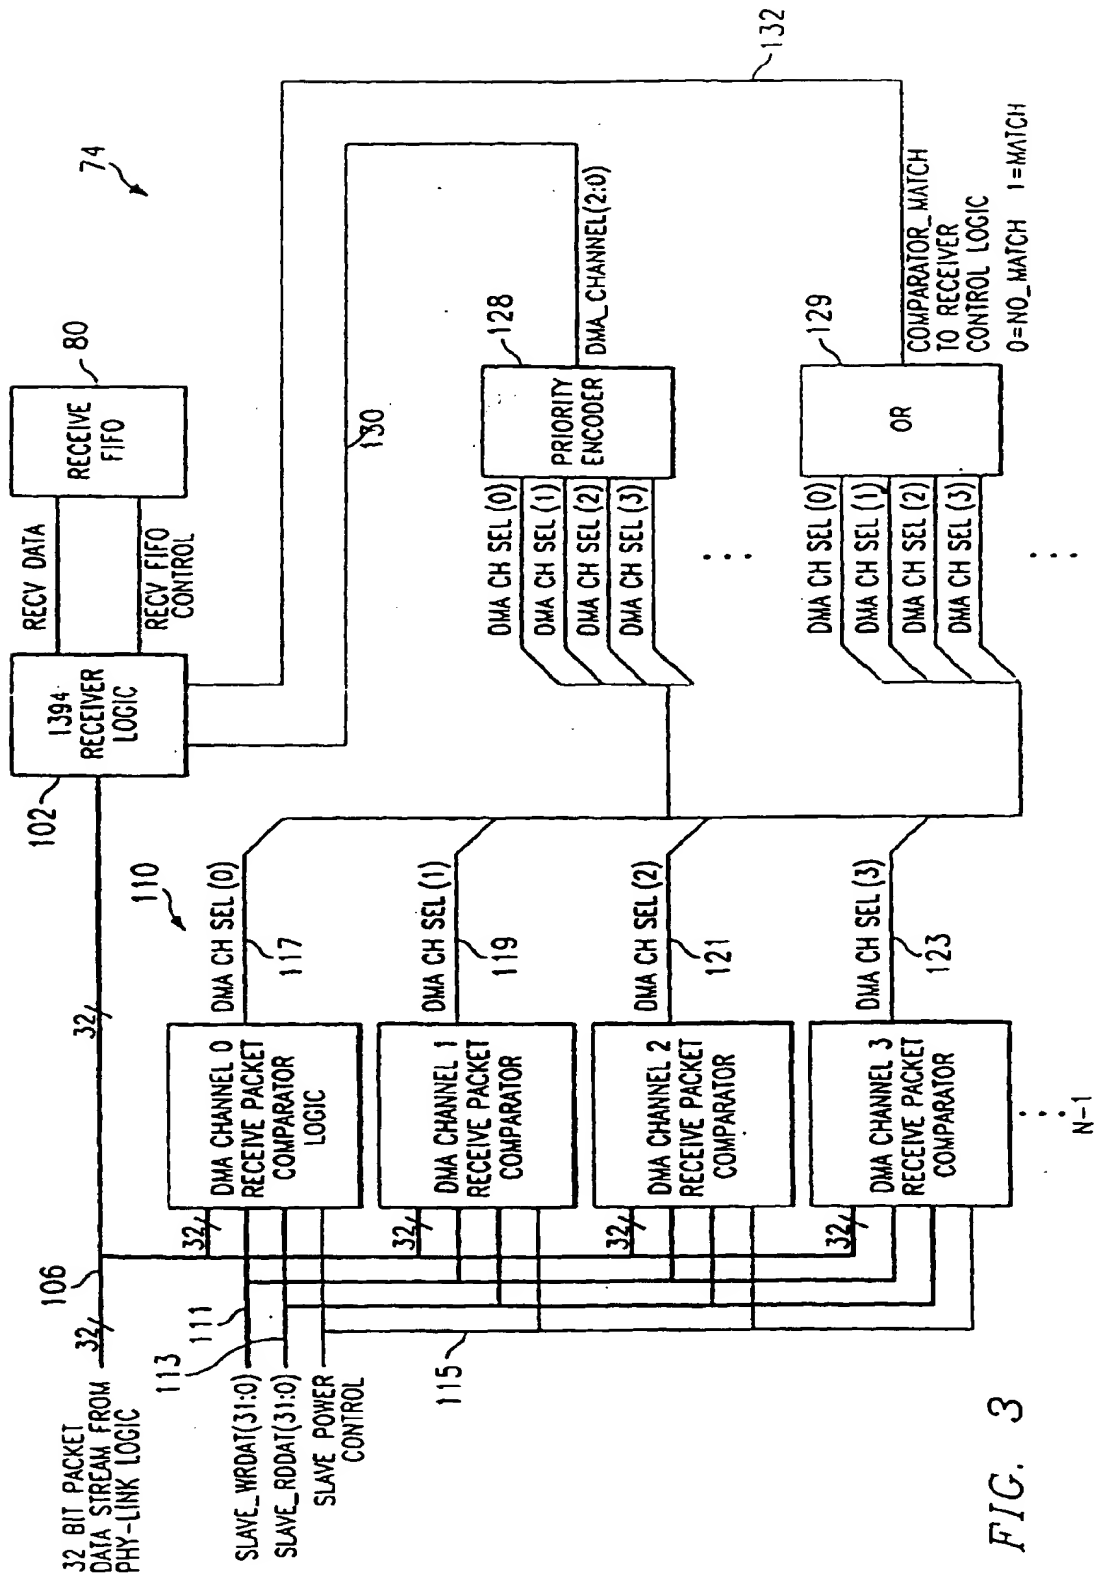 74
32 BIT PACKET
DATA STREAM FROM
PHY-LINK LOGIC
32
106
32
102
1394
RECEIVER
LOGIC
RECV DATA
RECV FIFO
CONTROL
RECEIVE
FIFO
80
110
SLAVE_WRDAT(31:0)
111
SLAVE_RDDAT(31:0)
113
SLAVE POWER
CONTROL
115
32
DMA CHANNEL 0
RECEIVE PACKET
COMPARATOR
LOGIC
DMA CH SEL (0)
117
32
DMA CHANNEL 1
RECEIVE PACKET
COMPARATOR
DMA CH SEL (1)
119
32
DMA CHANNEL 2
RECEIVE PACKET
COMPARATOR
DMA CH SEL (2)
121
32
DMA CHANNEL 3
RECEIVE PACKET
COMPARATOR
DMA CH SEL (3)
123
N-1
130
DMA CH SEL (0)
DMA CH SEL (1)
DMA CH SEL (2)
DMA CH SEL (3)
PRIORITY
ENCODER
128
DMA_CHANNEL(2:0)
DMA CH SEL (0)
DMA CH SEL (1)
DMA CH SEL (2)
DMA CH SEL (3)
OR
129
COMPARATOR_MATCH
TO RECEIVER
CONTROL LOGIC
0=NO_MATCH 1=MATCH
132
FIG. 3